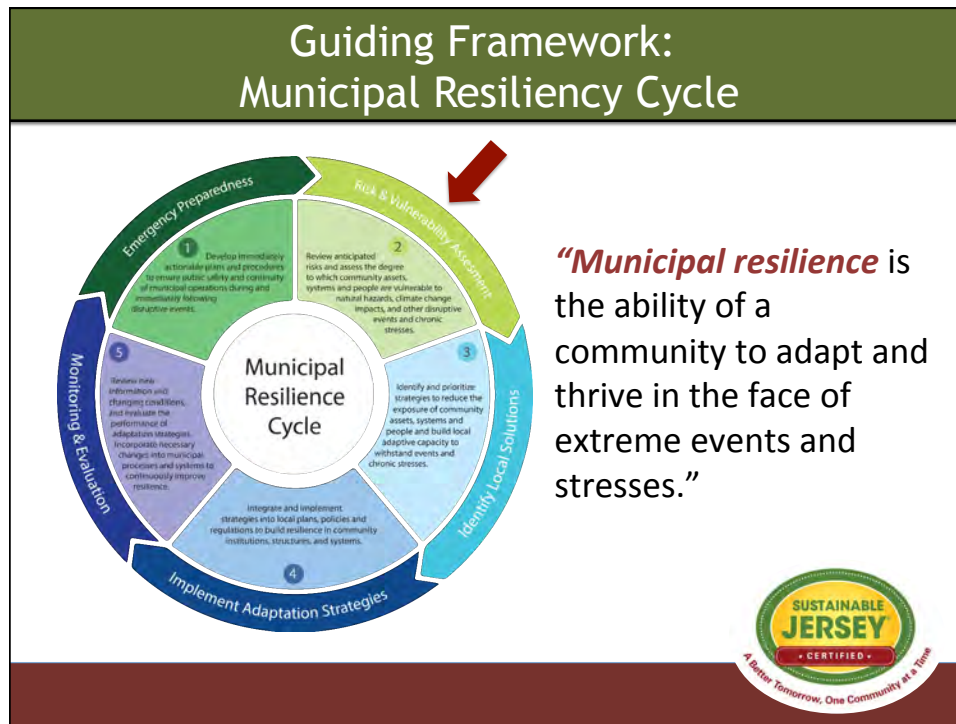 Guiding Framework:
Municipal Resiliency Cycle
Emergency Preparedness
1
Develop immediately
actionable plans and procedures
to ensure public safety and continuity
of municipal operations during and
immediately following
disruptive events.
Risk & Vulnerability Assesment
2
Review anticipated
risks and assess the degree
to which community assets,
systems and people are vulnerable to
natural hazards, climate change
impacts, and other disruptive
events and chronic
stresses.
Identify Local Solutions
3
Identify and prioritize
strategies to reduce the
exposure of community
assets, systems and
people and build local
adaptive capacity to
withstand events and
chronic stresses.
Implement Adaptation Strategies
Integrate and implement
strategies into local plans, policies and
regulations to build resilience in community
institutions, structures, and systems.
4
Monitoring & Evaluation
5
Review new
information and
changing conditions,
and evaluate the
performance of
adaptation strategies.
Incorporate necessary
changes into municipal
processes and systems to
continuously improve
resilience.
Municipal
Resilience
Cycle
“Municipal resilience is
the ability of a
community to adapt and
thrive in the face of
extreme events and
stresses.”
SUSTAINABLE
JERSEY
• CERTIFIED •
A Better Tomorrow, One Community at a Time